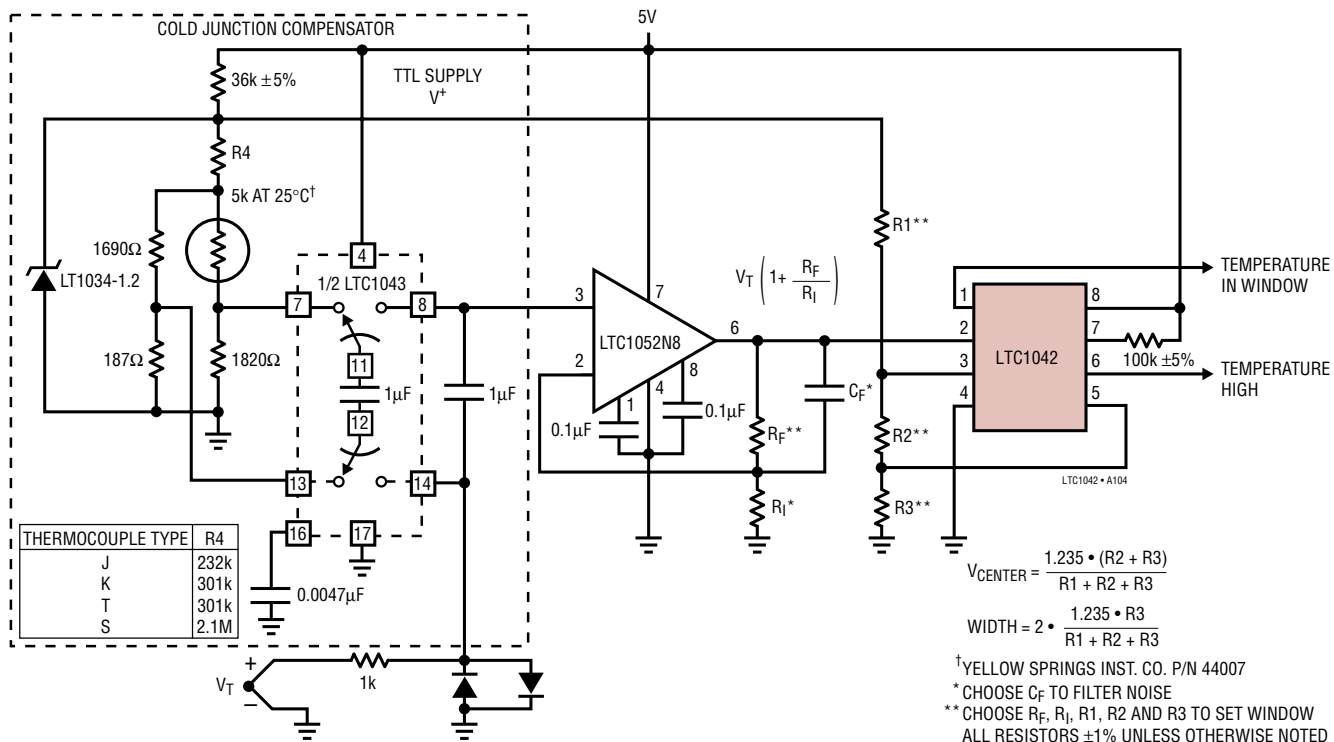 COLD JUNCTION COMPENSATOR
5V
36k ±5%
TTL SUPPLY
V+
R4
5k AT 25°C†
R1**
1690Ω
4
1/2 LTC1043
LT1034-1.2
VT (1+ RF/RI)
TEMPERATURE
IN WINDOW
7
8
3
7
6
1
8
2
7
LTC1052N8
LTC1042
100k ±5%
187Ω
1820Ω
11
2
8
3
6
TEMPERATURE
HIGH
1µF
1µF
4
CF*
4
5
12
1
0.1µF
0.1µF
RF**
R2**
LTC1042 • A104
13
14
RI*
R3**
16
17
THERMOCOUPLE TYPE R4
J 232k
K 301k
T 301k
S 2.1M
0.0047µF
VCENTER = 1.235 • (R2 + R3) / R1 + R2 + R3
WIDTH = 2 • 1.235 • R3 / R1 + R2 + R3
+
VT
–
1k
†YELLOW SPRINGS INST. CO. P/N 44007
*CHOOSE CF TO FILTER NOISE
**CHOOSE RF, RI, R1, R2 AND R3 TO SET WINDOW
ALL RESISTORS ±1% UNLESS OTHERWISE NOTED